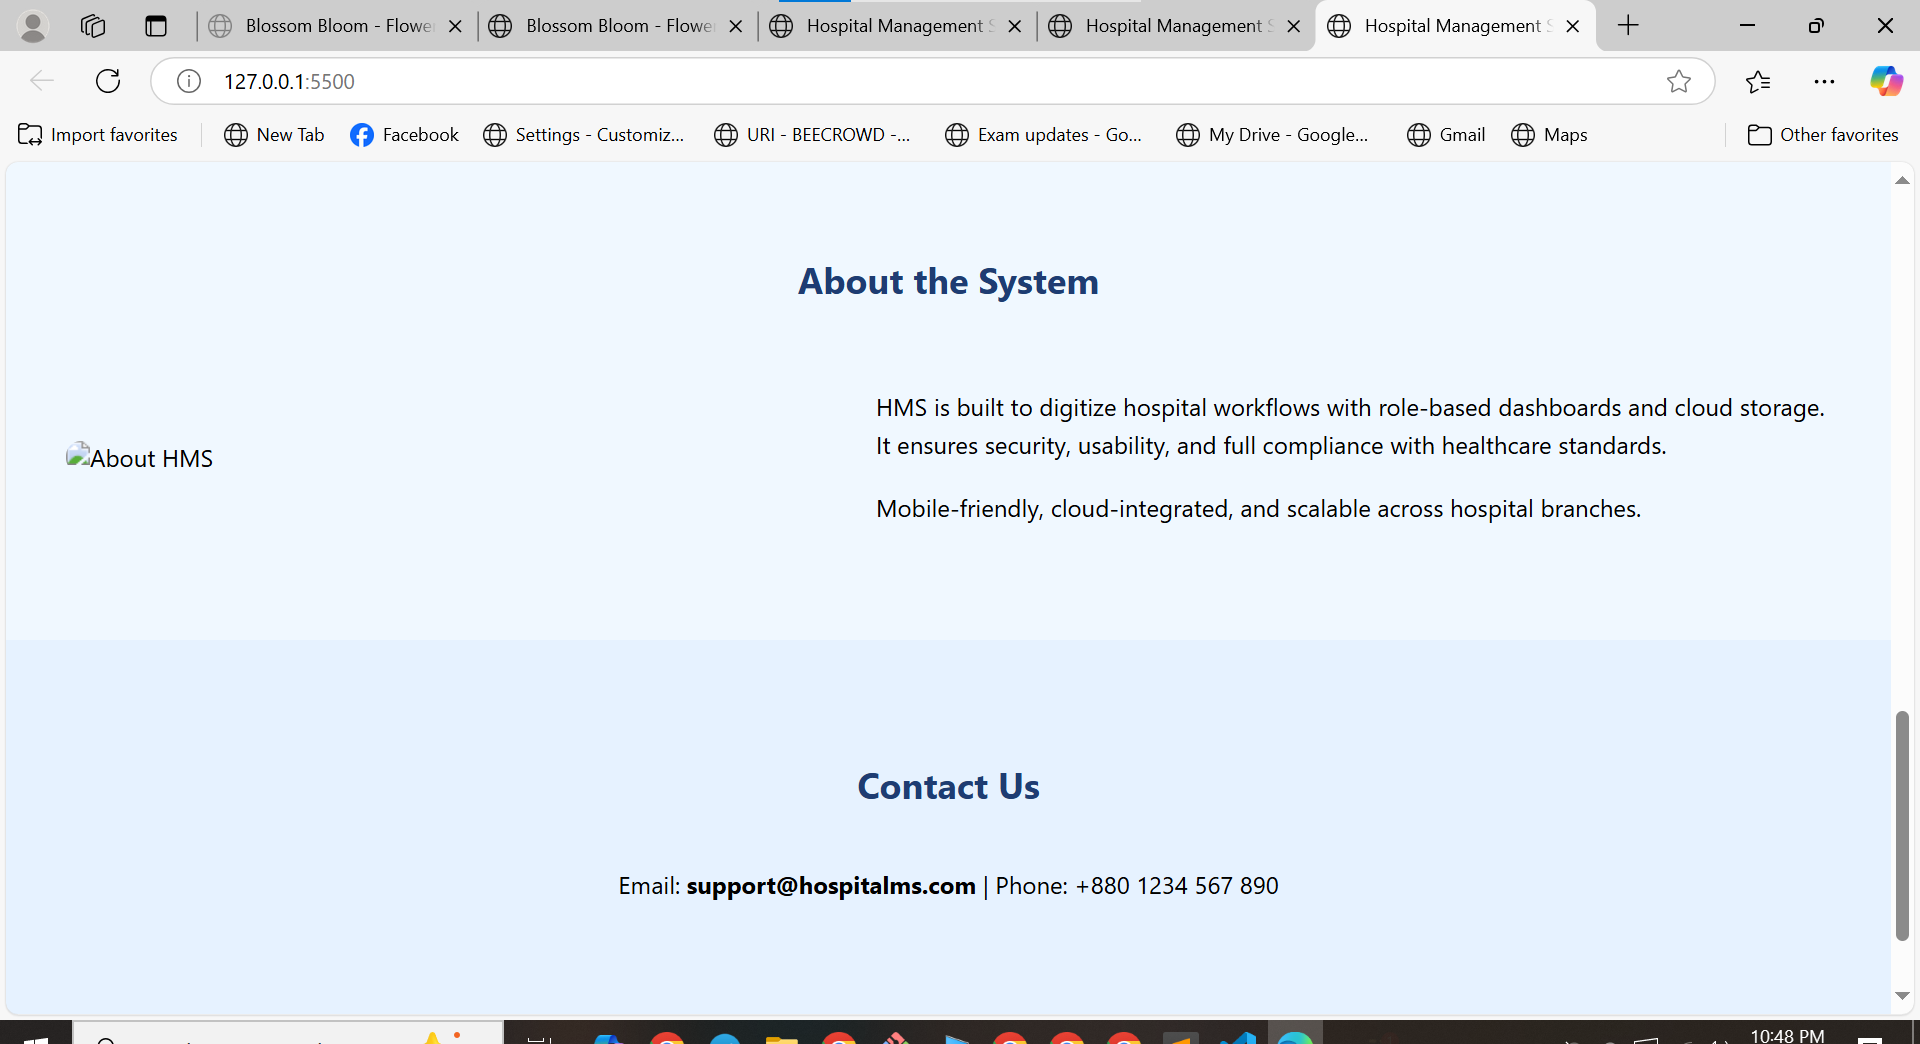 Blossom Bloom - Flower
Blossom Bloom - Flower
Hospital Management S
Hospital Management S
Hospital Management S
127.0.0.1:5500
Import favorites
New Tab
Facebook
Settings - Customiz...
URI - BEECROWD -...
Exam updates - Go...
My Drive - Google...
Gmail
Maps
Other favorites
About the System
About HMS
HMS is built to digitize hospital workflows with role-based dashboards and cloud storage.
It ensures security, usability, and full compliance with healthcare standards.
Mobile-friendly, cloud-integrated, and scalable across hospital branches.
Contact Us
Email: support@hospitalms.com | Phone: +880 1234 567 890
10:48 PM